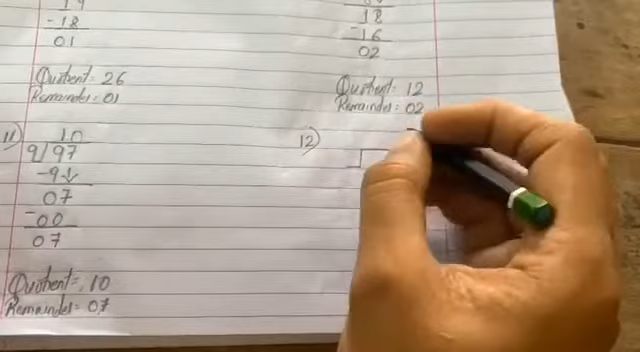 - 18
01
Quotient = 26
Remainder = 01
18
- 16
02
Quotient = 12
Remainder = 02
11)
10
9/97
- 9↓
07
- 00
07
Quotient = 10
Remainder = 07
12)